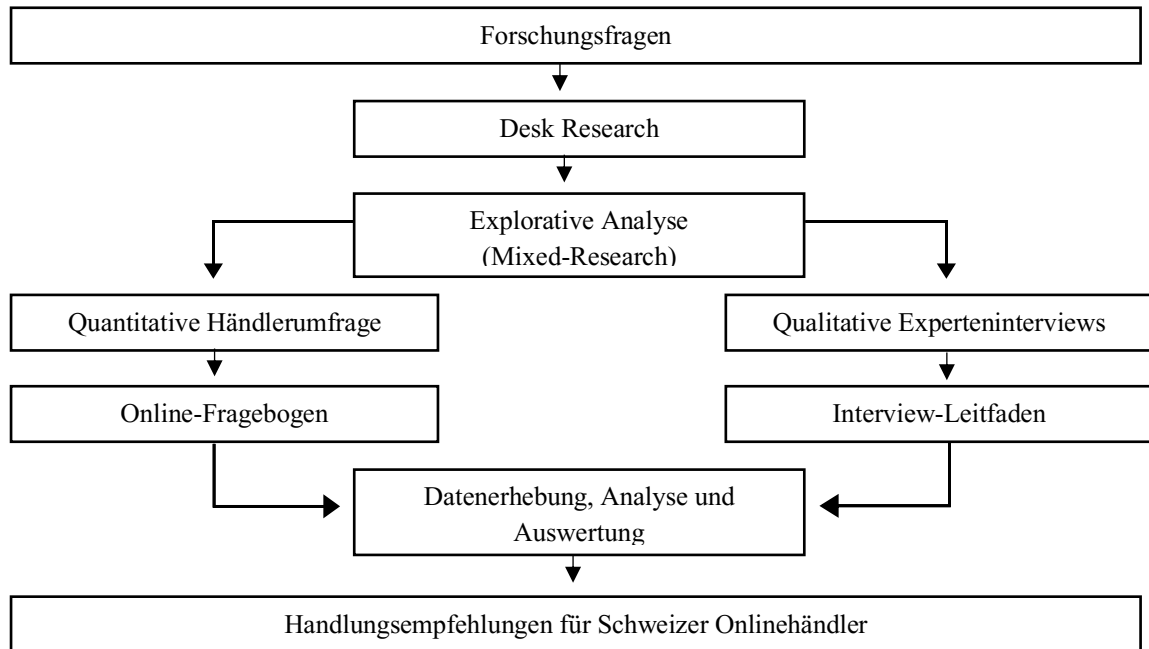 Forschungsfragen
Desk Research
Explorative Analyse
(Mixed-Research)
Quantitative Händlerumfrage
Qualitative Experteninterviews
Online-Fragebogen
Interview-Leitfaden
Datenerhebung, Analyse und
Auswertung
Handlungsempfehlungen für Schweizer Onlinehändler